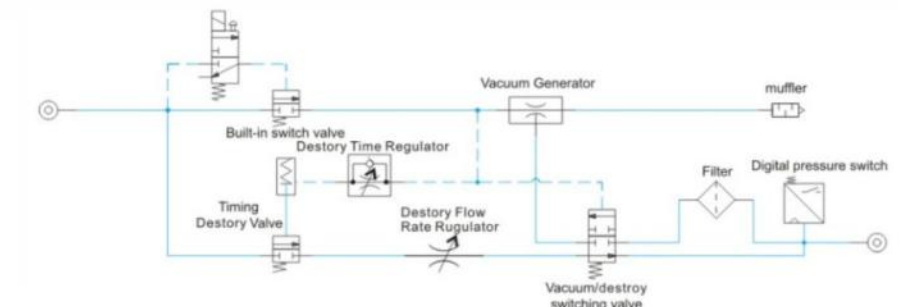 Vacuum Generator
muffler
Built-in switch valve
Destory Time Regulator
Filter
Digital pressure switch
Timing
Destory Valve
Destory Flow
Rate Rugulator
Vacuum/destroy
switching valve